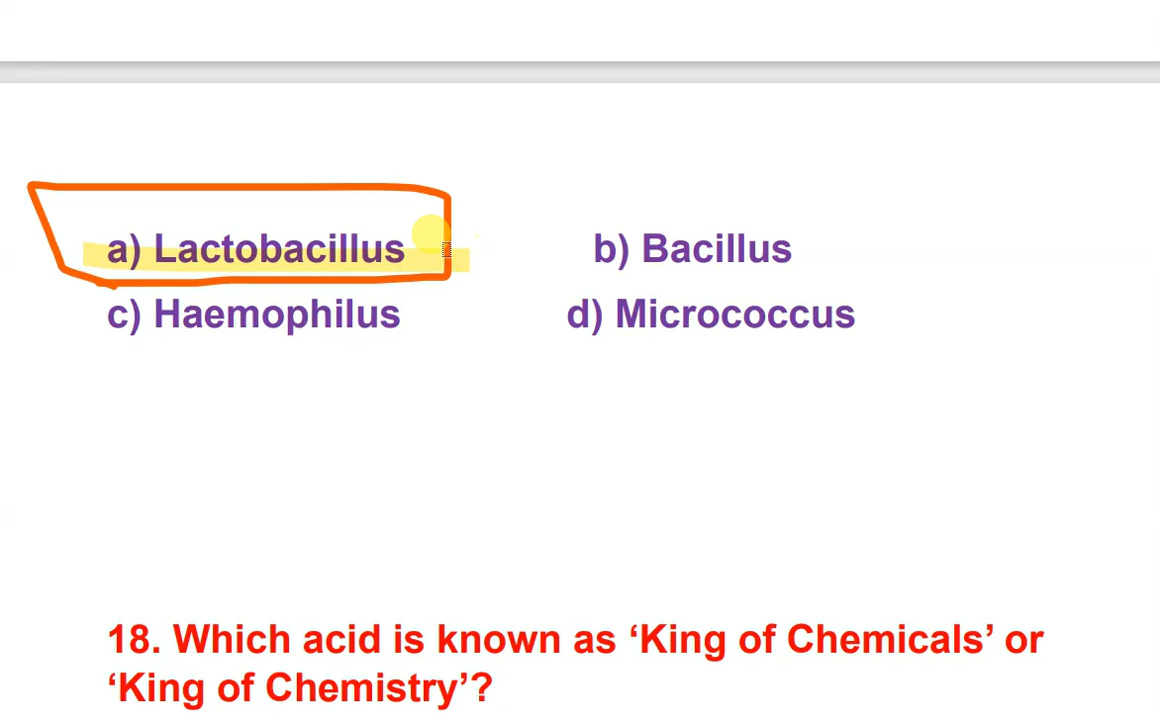 a) Lactobacillus b) Bacillus
c) Haemophilus d) Micrococcus
18. Which acid is known as ‘King of Chemicals’ or
‘King of Chemistry’?